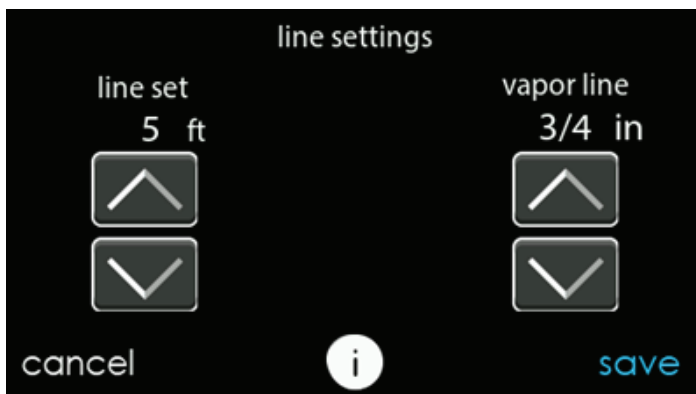 line settings
line set
5 ft
vapor line
3/4 in
cancel
i
save